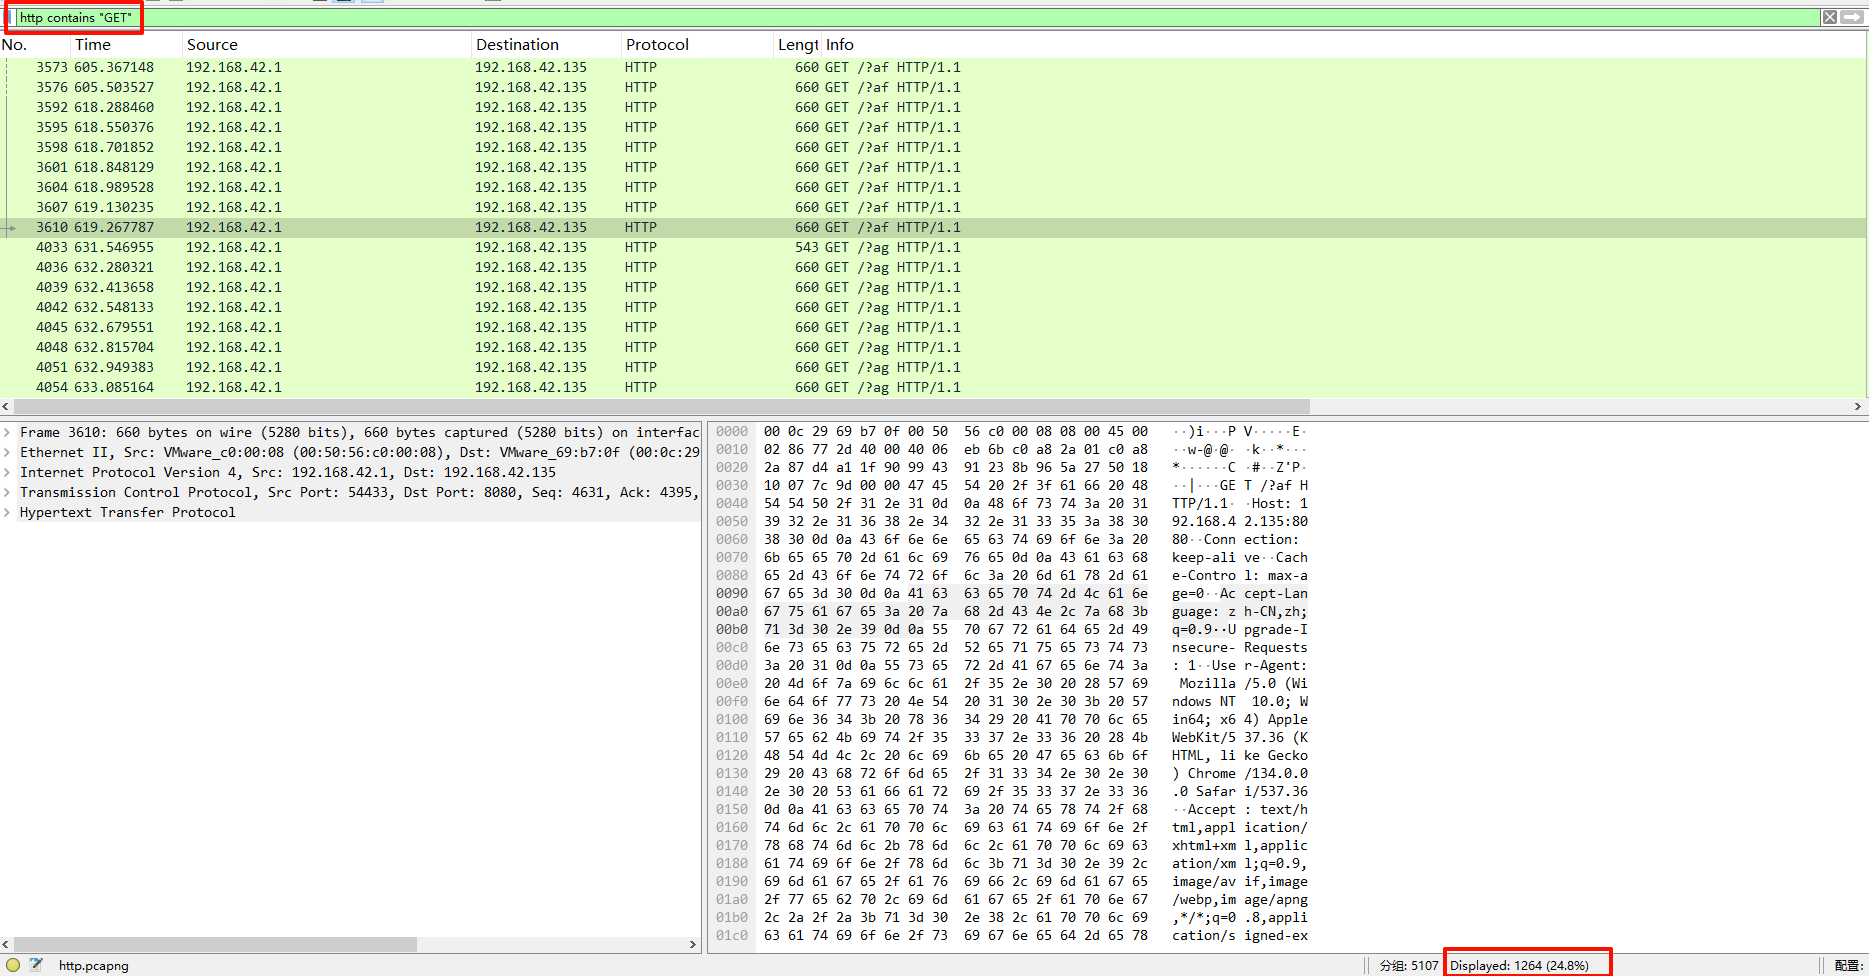 http contains "GET"
No. Time Source Destination Protocol Lengt Info
3573 605.367148 192.168.42.1 192.168.42.135 HTTP 660 GET /?af HTTP/1.1
3576 605.503527 192.168.42.1 192.168.42.135 HTTP 660 GET /?af HTTP/1.1
3592 618.288460 192.168.42.1 192.168.42.135 HTTP 660 GET /?af HTTP/1.1
3595 618.550376 192.168.42.1 192.168.42.135 HTTP 660 GET /?af HTTP/1.1
3598 618.701852 192.168.42.1 192.168.42.135 HTTP 660 GET /?af HTTP/1.1
3601 618.848129 192.168.42.1 192.168.42.135 HTTP 660 GET /?af HTTP/1.1
3604 618.989528 192.168.42.1 192.168.42.135 HTTP 660 GET /?af HTTP/1.1
3607 619.130235 192.168.42.1 192.168.42.135 HTTP 660 GET /?af HTTP/1.1
3610 619.267787 192.168.42.1 192.168.42.135 HTTP 660 GET /?af HTTP/1.1
4033 631.546955 192.168.42.1 192.168.42.135 HTTP 543 GET /?ag HTTP/1.1
4036 632.280321 192.168.42.1 192.168.42.135 HTTP 660 GET /?ag HTTP/1.1
4039 632.413658 192.168.42.1 192.168.42.135 HTTP 660 GET /?ag HTTP/1.1
4042 632.548133 192.168.42.1 192.168.42.135 HTTP 660 GET /?ag HTTP/1.1
4045 632.679551 192.168.42.1 192.168.42.135 HTTP 660 GET /?ag HTTP/1.1
4048 632.815704 192.168.42.1 192.168.42.135 HTTP 660 GET /?ag HTTP/1.1
4051 632.949383 192.168.42.1 192.168.42.135 HTTP 660 GET /?ag HTTP/1.1
4054 633.085164 192.168.42.1 192.168.42.135 HTTP 660 GET /?ag HTTP/1.1
Frame 3610: 660 bytes on wire (5280 bits), 660 bytes captured (5280 bits) on interfac
Ethernet II, Src: VMware_c0:00:08 (00:50:56:c0:00:08), Dst: VMware_69:b7:0f (00:0c:29
Internet Protocol Version 4, Src: 192.168.42.1, Dst: 192.168.42.135
Transmission Control Protocol, Src Port: 54433, Dst Port: 8080, Seq: 4631, Ack: 4395,
Hypertext Transfer Protocol
0000 00 0c 29 69 b7 0f 00 50 56 c0 00 08 08 00 45 00 ··)i···P V·····E·
0010 02 86 77 2d 40 00 40 06 eb 6b c0 a8 2a 01 c0 a8 ··w-@·@· ·k··*···
0020 2a 87 d4 a1 1f 90 99 43 91 23 8b 96 5a 27 50 18 *······C ·#··Z'P·
0030 10 07 7c 9d 00 00 47 45 54 20 2f 3f 61 66 20 48 ··|···GE T /?af H
0040 54 54 50 2f 31 2e 31 0d 0a 48 6f 73 74 3a 20 31 TTP/1.1· ·Host: 1
0050 39 32 2e 31 36 38 2e 34 32 2e 31 33 35 3a 38 30 92.168.4 2.135:80
0060 38 30 0d 0a 43 6f 6e 6e 65 63 74 69 6f 6e 3a 20 80··Conn ection:
0070 6b 65 65 70 2d 61 6c 69 76 65 0d 0a 43 61 63 68 keep-ali ve··Cach
0080 65 2d 43 6f 6e 74 72 6f 6c 3a 20 6d 61 78 2d 61 e-Contro l: max-a
0090 67 65 3d 30 0d 0a 41 63 63 65 70 74 2d 4c 61 6e ge=0··Ac cept-Lan
00a0 67 75 61 67 65 3a 20 7a 68 2d 43 4e 2c 7a 68 3b guage: z h-CN,zh;
00b0 71 3d 30 2e 39 0d 0a 55 70 67 72 61 64 65 2d 49 q=0.9··U pgrade-I
00c0 6e 73 65 63 75 72 65 2d 52 65 71 75 65 73 74 73 nsecure- Requests
00d0 3a 20 31 0d 0a 55 73 65 72 2d 41 67 65 6e 74 3a : 1··Use r-Agent:
00e0 20 4d 6f 7a 69 6c 6c 61 2f 35 2e 30 20 28 57 69 Mozilla /5.0 (Wi
00f0 6e 64 6f 77 73 20 4e 54 20 31 30 2e 30 3b 20 57 ndows NT 10.0; W
0100 69 6e 36 34 3b 20 78 36 34 29 20 41 70 70 6c 65 in64; x6 4) Apple
0110 57 65 62 4b 69 74 2f 35 33 37 2e 33 36 20 28 4b WebKit/5 37.36 (K
0120 48 54 4d 4c 2c 20 6c 69 6b 65 20 47 65 63 6b 6f HTML, li ke Gecko
0130 29 20 43 68 72 6f 6d 65 2f 31 33 34 2e 30 2e 30 ) Chrome /134.0.0
0140 2e 30 20 53 61 66 61 72 69 2f 35 33 37 2e 33 36 .0 Safar i/537.36
0150 0d 0a 41 63 63 65 70 74 3a 20 74 65 78 74 2f 68 ··Accept : text/h
0160 74 6d 6c 2c 61 70 70 6c 69 63 61 74 69 6f 6e 2f tml,appl ication/
0170 78 68 74 6d 6c 2b 78 6d 6c 2c 61 70 70 6c 69 63 xhtml+xm l,applic
0180 61 74 69 6f 6e 2f 78 6d 6c 3b 71 3d 30 2e 39 2c ation/xm l;q=0.9,
0190 69 6d 61 67 65 2f 61 76 69 66 2c 69 6d 61 67 65 image/av if,image
01a0 2f 77 65 62 70 2c 69 6d 61 67 65 2f 61 70 6e 67 /webp,im age/apng
01b0 2c 2a 2f 2a 3b 71 3d 30 2e 38 2c 61 70 70 6c 69 ,*/*;q=0 .8,appli
01c0 63 61 74 69 6f 6e 2f 73 69 67 6e 65 64 2d 65 78 cation/s igned-ex
http.pcapng 分组: 5107 Displayed: 1264 (24.8%) 配置: